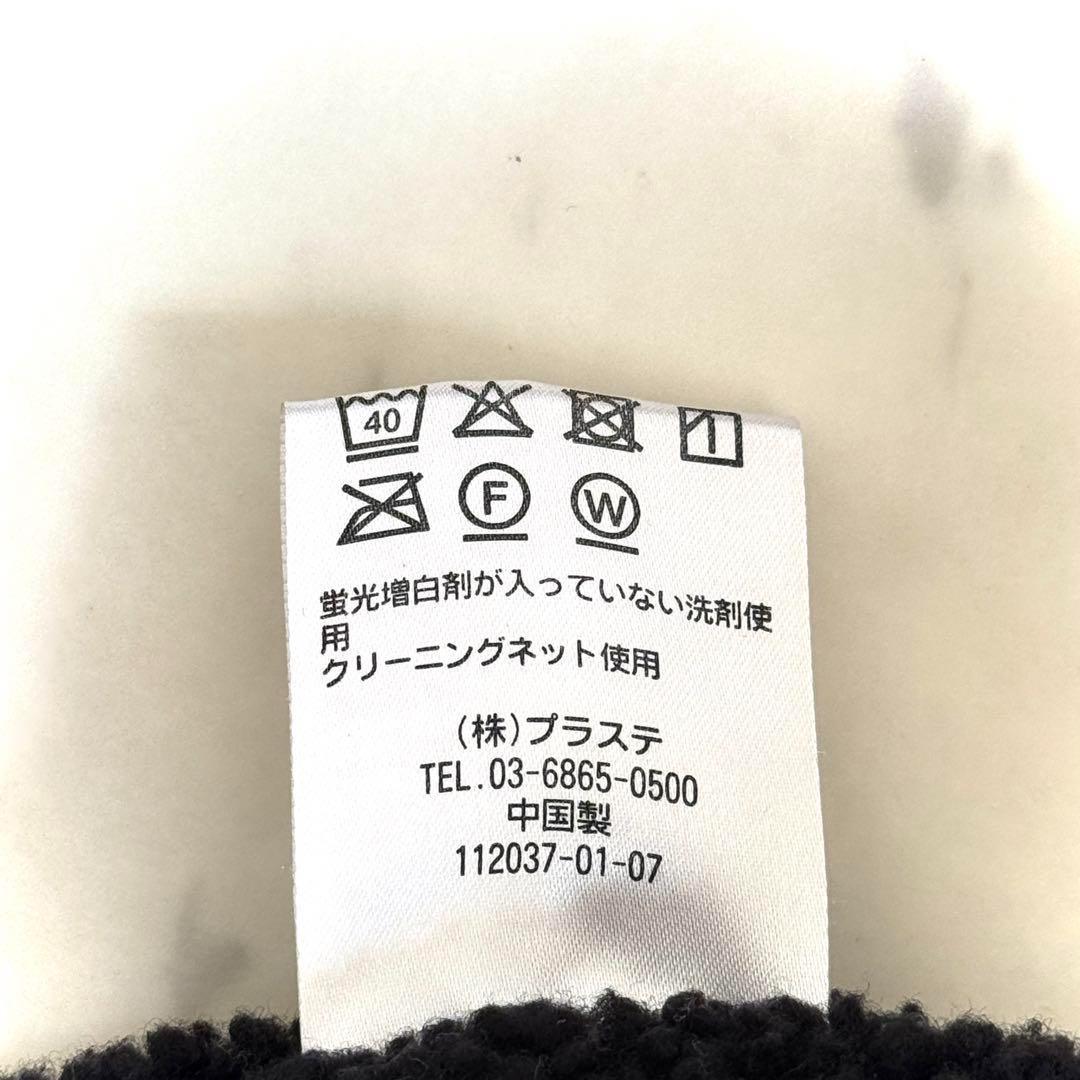 40
F W
蛍光増白剤が入っていない洗剤使
用
クリーニングネット使用
(株)プラステ
TEL.03-6865-0500
中国製
112037-01-07